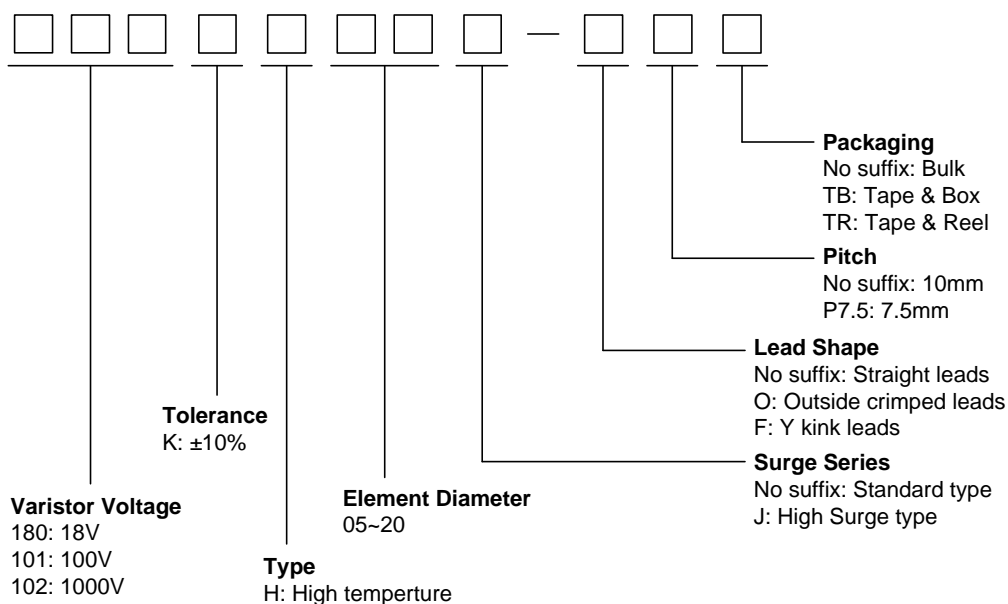 Packaging
No suffix: Bulk
TB: Tape & Box
TR: Tape & Reel
Pitch
No suffix: 10mm
P7.5: 7.5mm
Lead Shape
No suffix: Straight leads
O: Outside crimped leads
F: Y kink leads
Surge Series
No suffix: Standard type
J: High Surge type
Tolerance
K: ±10%
Element Diameter
05~20
Varistor Voltage
180: 18V
101: 100V
102: 1000V
Type
H: High temperture